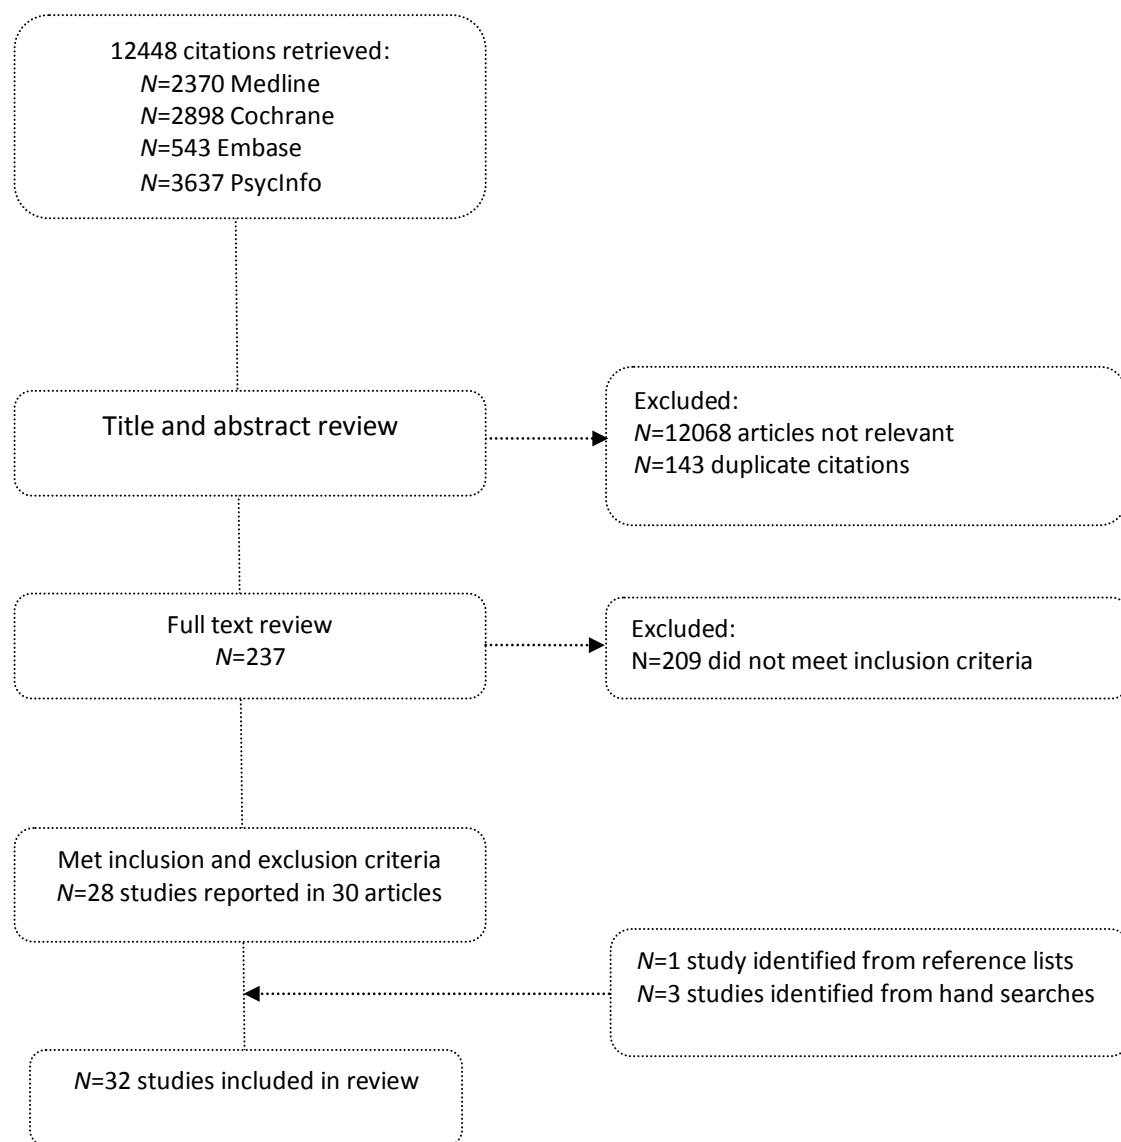 12448 citations retrieved:
N=2370 Medline
N=2898 Cochrane
N=543 Embase
N=3637 PsycInfo
Title and abstract review
Excluded:
N=12068 articles not relevant
N=143 duplicate citations
Full text review
N=237
Excluded:
N=209 did not meet inclusion criteria
Met inclusion and exclusion criteria
N=28 studies reported in 30 articles
N=1 study identified from reference lists
N=3 studies identified from hand searches
N=32 studies included in review